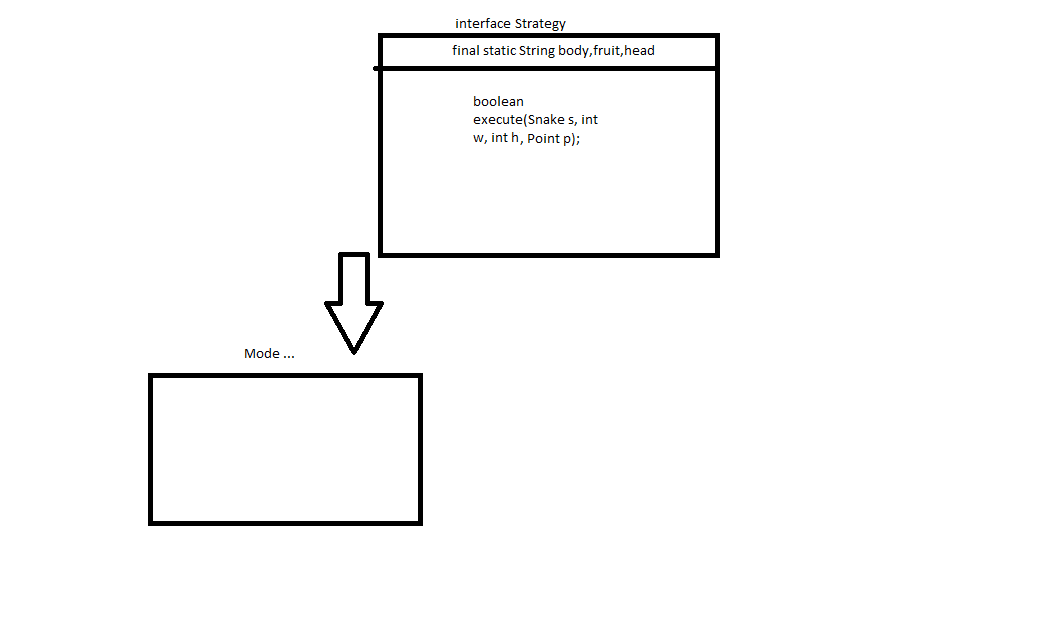 interface Strategy
final static String body,fruit,head
boolean
execute(Snake s, int
w, int h, Point p);
Mode ...